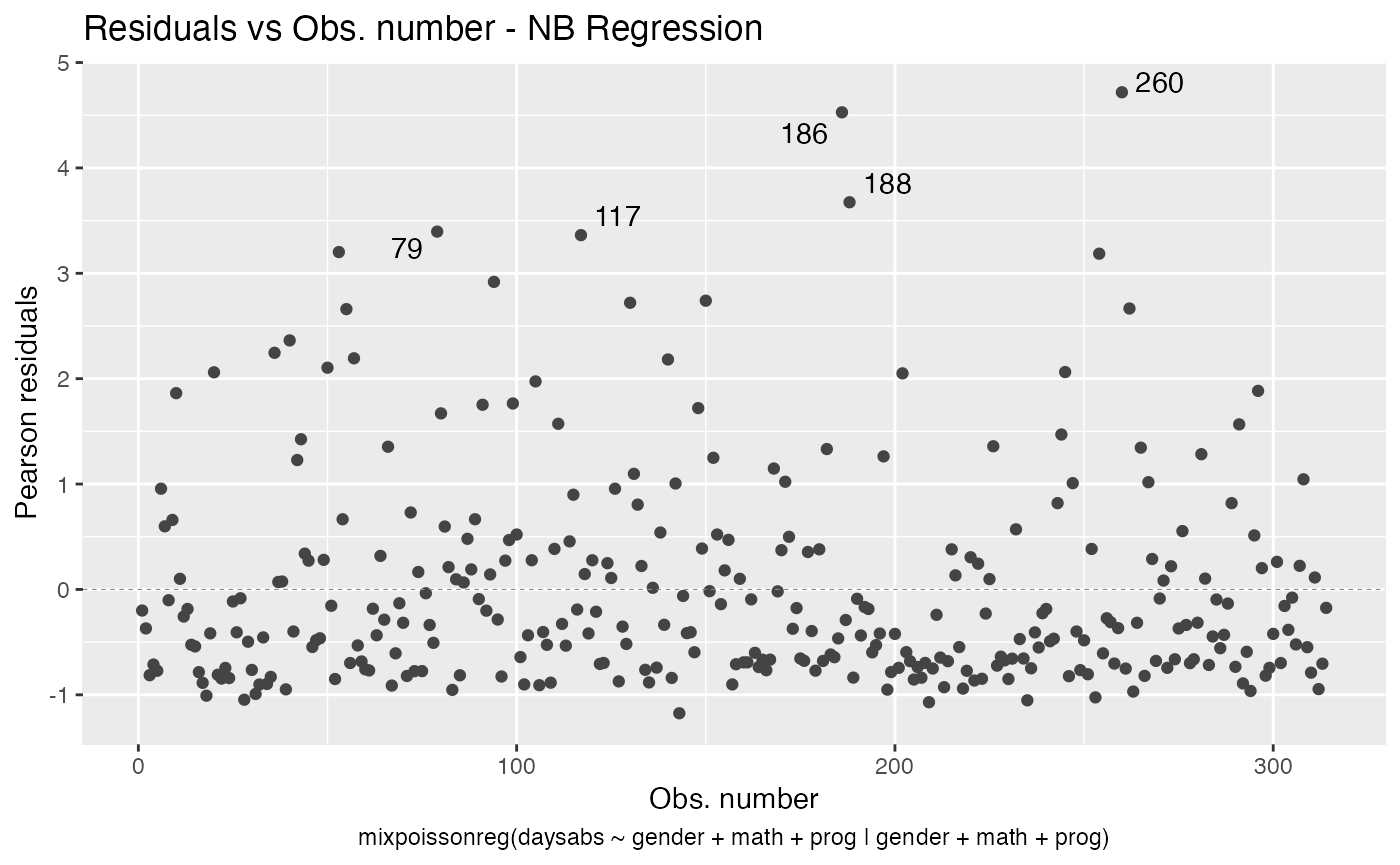 Residuals vs Obs. number - NB Regression
5
4
3
2
1
0
-1
Pearson residuals
260
186
188
117
79
0 100 200 300
Obs. number
mixpoissonreg(daysabs ~ gender + math + prog | gender + math + prog)